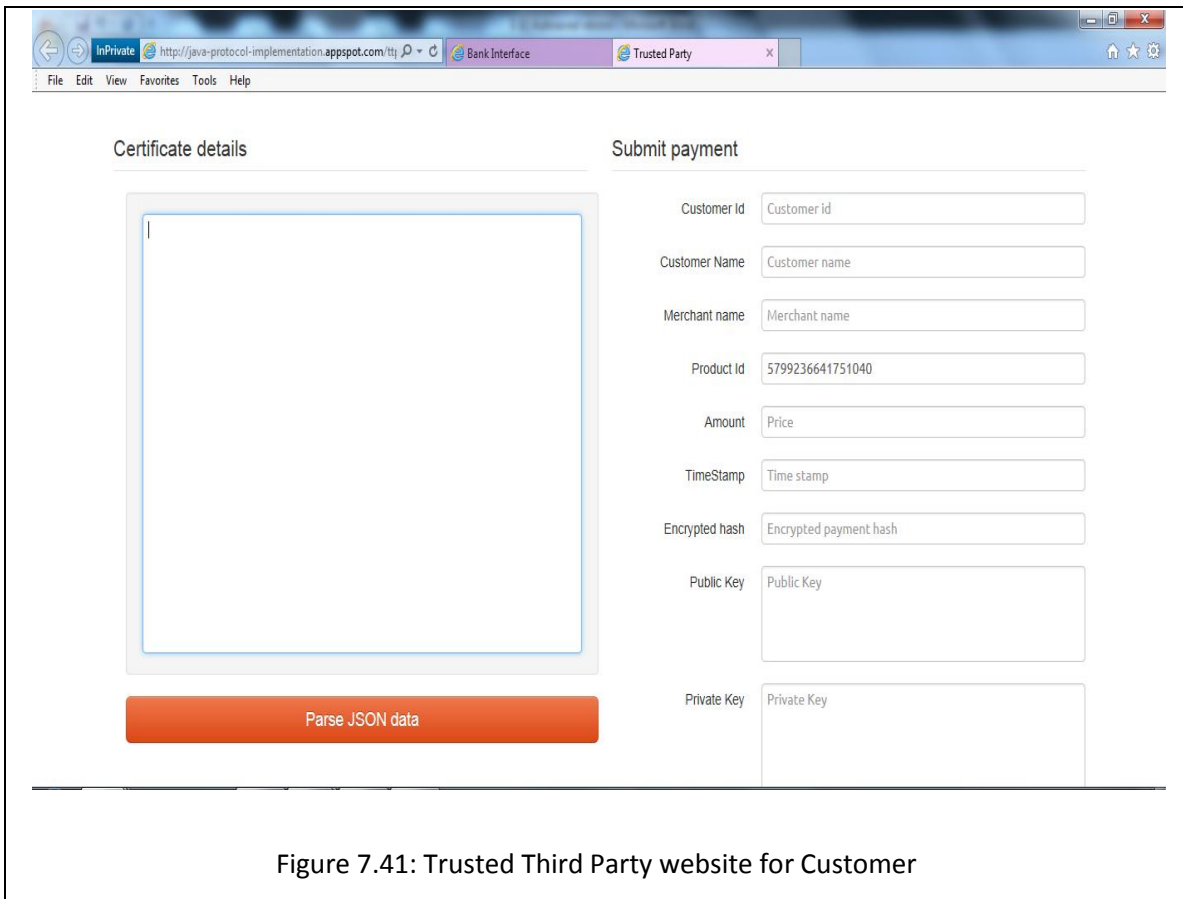 InPrivate http://java-protocol-implementation.appspot.com/tt Bank Interface Trusted Party
File Edit View Favorites Tools Help
Certificate details
Parse JSON data
Submit payment
Customer Id Customer id
Customer Name Customer name
Merchant name Merchant name
Product Id 5799236641751040
Amount Price
TimeStamp Time stamp
Encrypted hash Encrypted payment hash
Public Key Public Key
Private Key Private Key
Figure 7.41: Trusted Third Party website for Customer